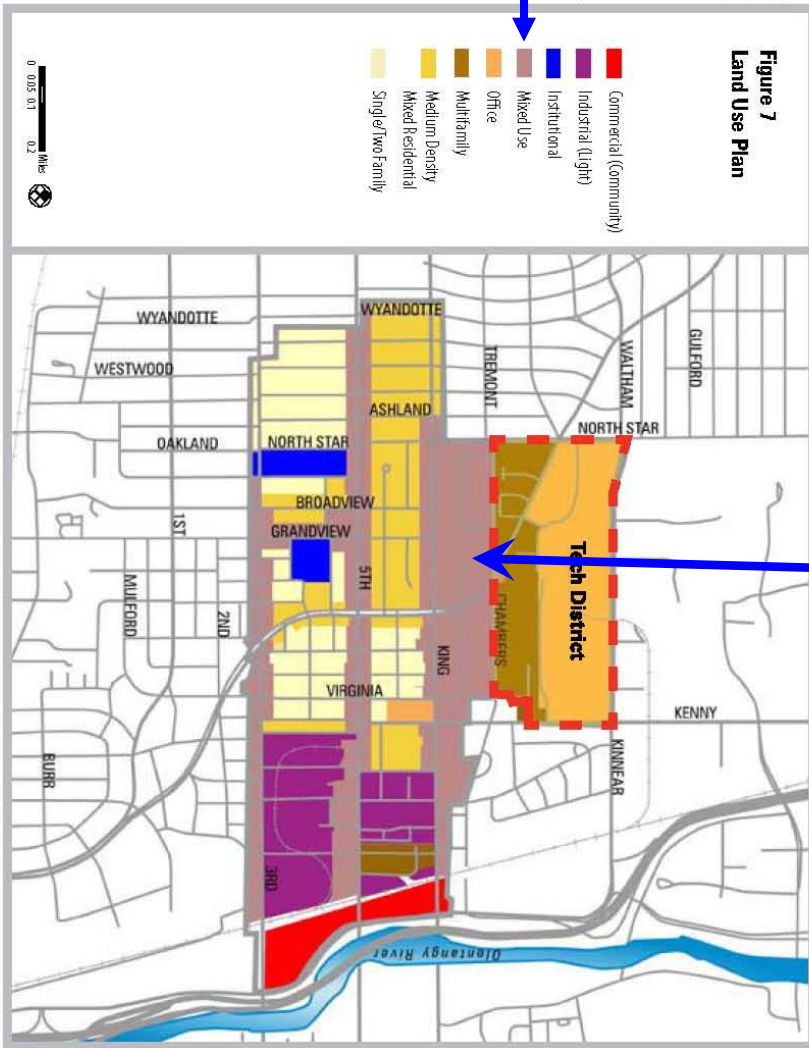 Figure 7
Land Use Plan
Commercial (Community)
Industrial (Light)
Institutional
Mixed Use
Office
Multifamily
Medium Density
Mixed Residential
Single/Two Family
0 0.05 0.1 0.2
Miles
WYANDOTTE
WYANDOTTE
WESTWOOD
ASHLAND
TREMONT
WALTHAM
GULFORD
OAKLAND
NORTH STAR
NORTH STAR
BROADVIEW
1ST
GRANDVIEW
5TH
Tech District
MULFORD
2ND
CHAMBERS
KING
VIRGINIA
KENNY
BURR
KINNEAR
3RD
Olentangy River